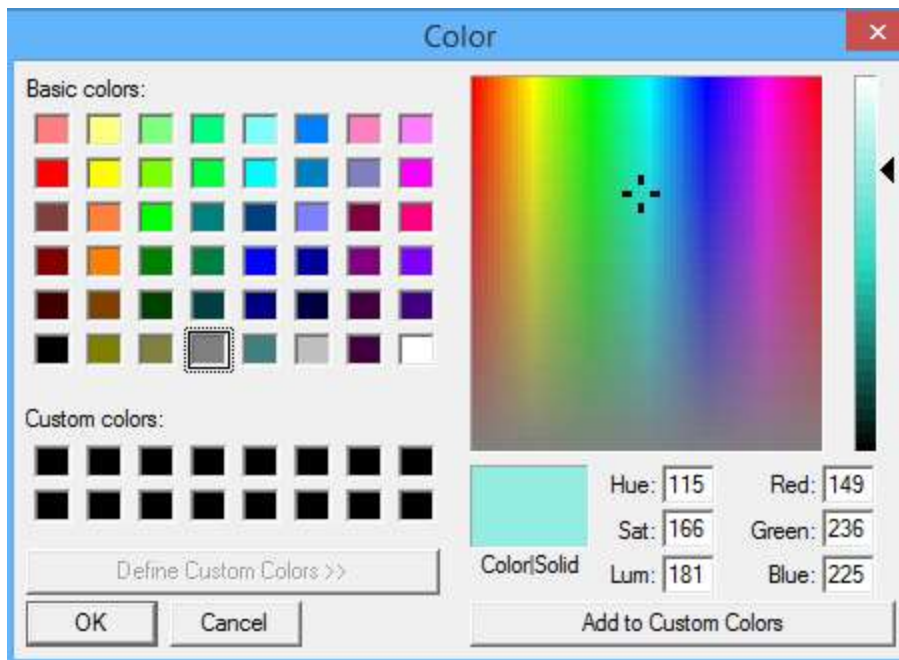 Color
Basic colors:
Custom colors:
Define Custom Colors >>
OK Cancel
Color|Solid
Hue: 115 Red: 149
Sat: 166 Green: 236
Lum: 181 Blue: 225
Add to Custom Colors